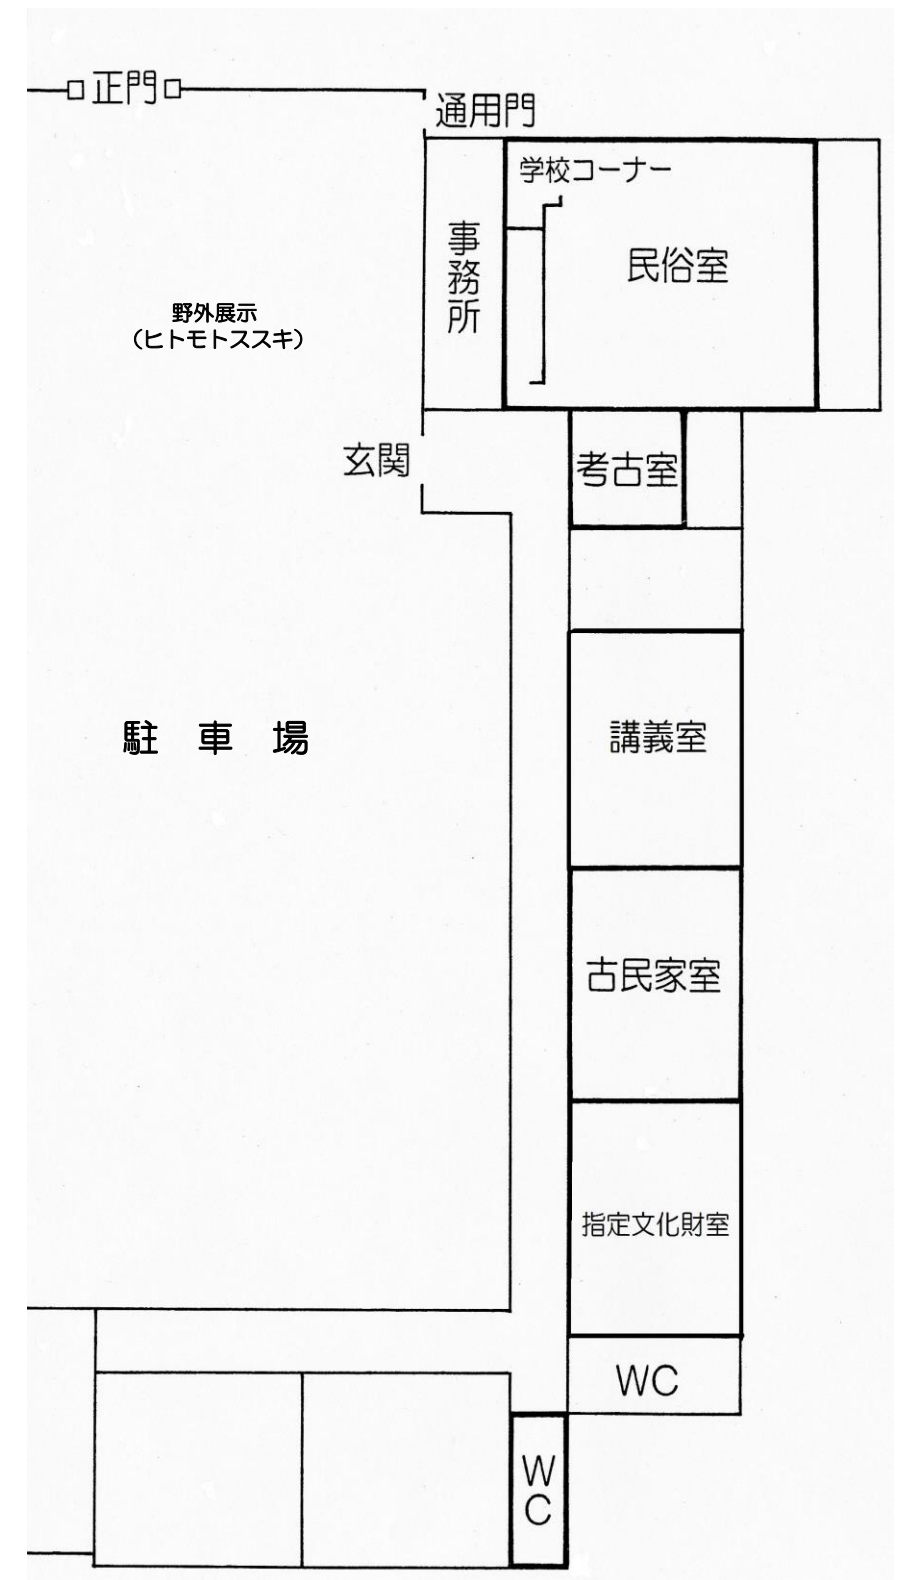 正門
通用門
学校コーナー
事務所
民俗室
野外展示
（ヒトモトススキ）
玄関
考古室
駐 車 場
講義室
古民家室
指定文化財室
WC
WC